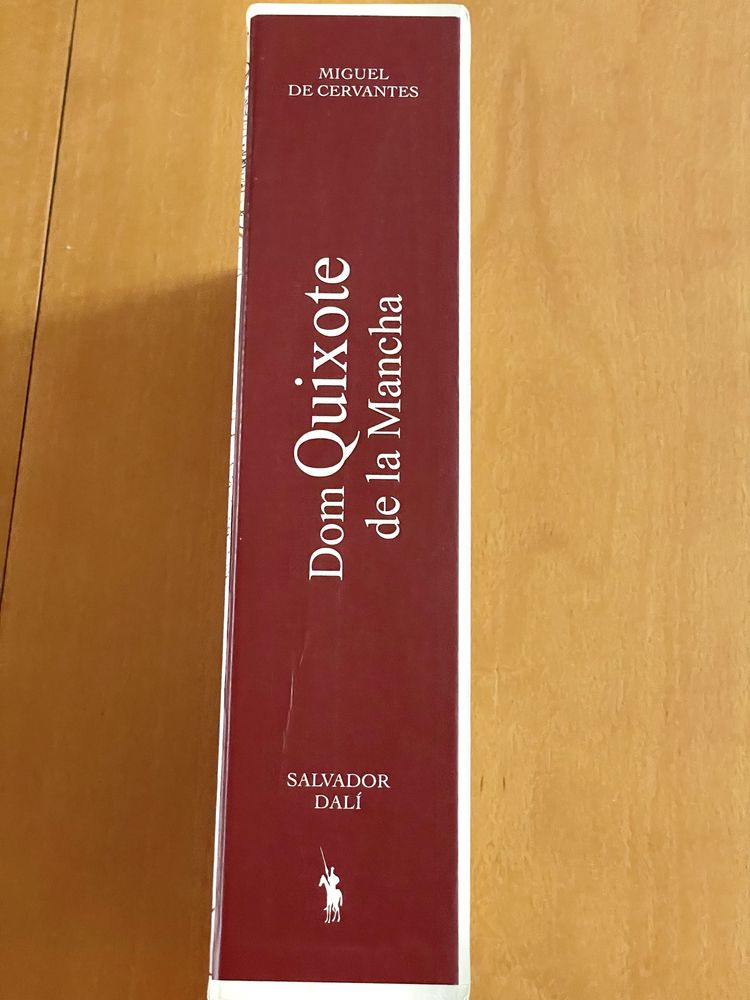 MIGUEL
DE CERVANTES
Dom Quixote
de la Mancha
SALVADOR
DALÍ